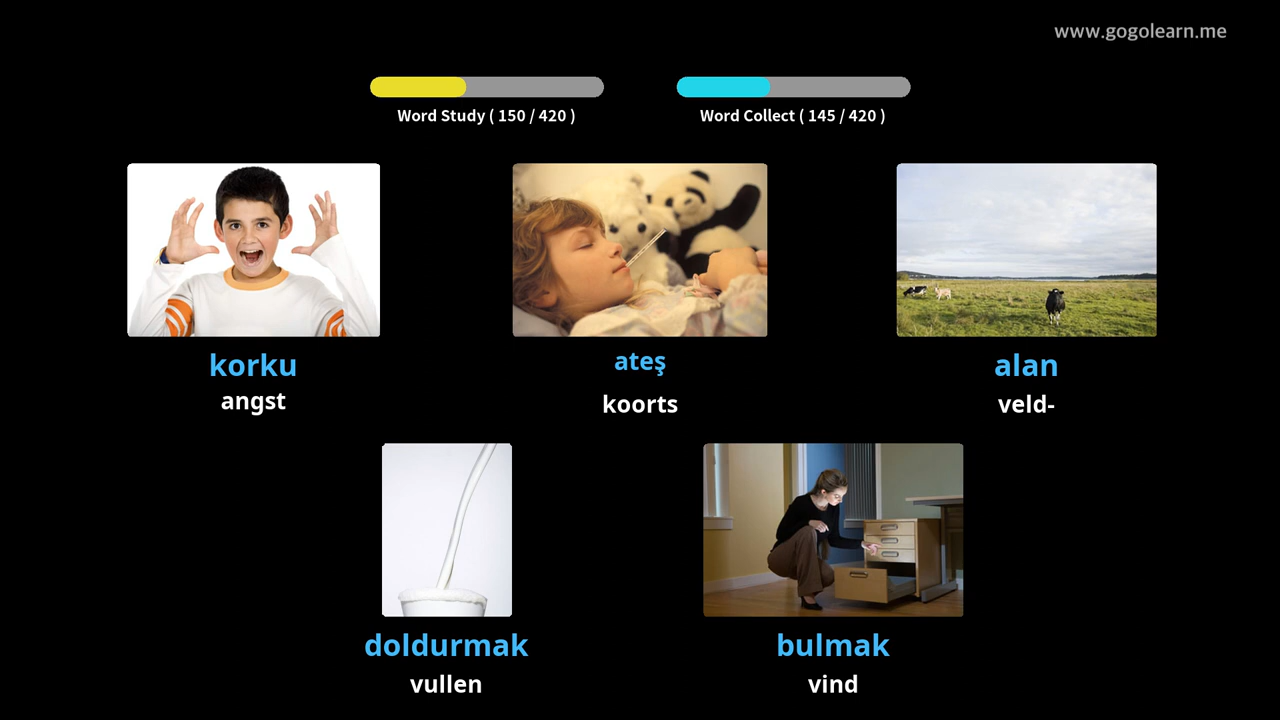 www.gogolearn.me
Word Study ( 150 / 420 )
Word Collect ( 145 / 420 )
korku
angst
ateş
koorts
alan
veld-
doldurmak
vullen
bulmak
vind